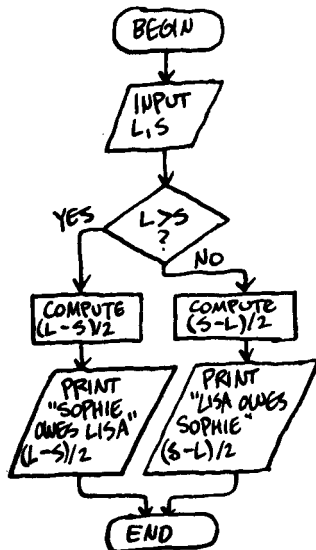 BEGIN
INPUT
L,S
L>S
?
YES
NO
COMPUTE
(L-S)/2
COMPUTE
(S-L)/2
PRINT
"SOPHIE
OWES LISA"
(L-S)/2
PRINT
"LISA OWES
SOPHIE"
(S-L)/2
END